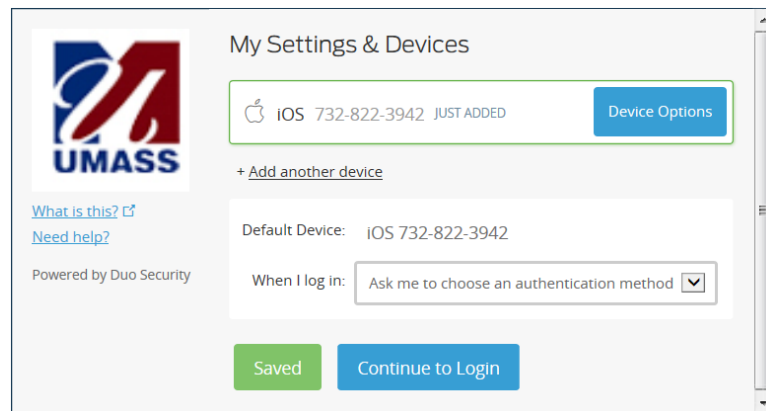 UMASS
What is this?
Need help?
Powered by Duo Security
My Settings & Devices
iOS 732-822-3942 JUST ADDED Device Options
+ Add another device
Default Device: iOS 732-822-3942
When I log in: Ask me to choose an authentication method
Saved Continue to Login